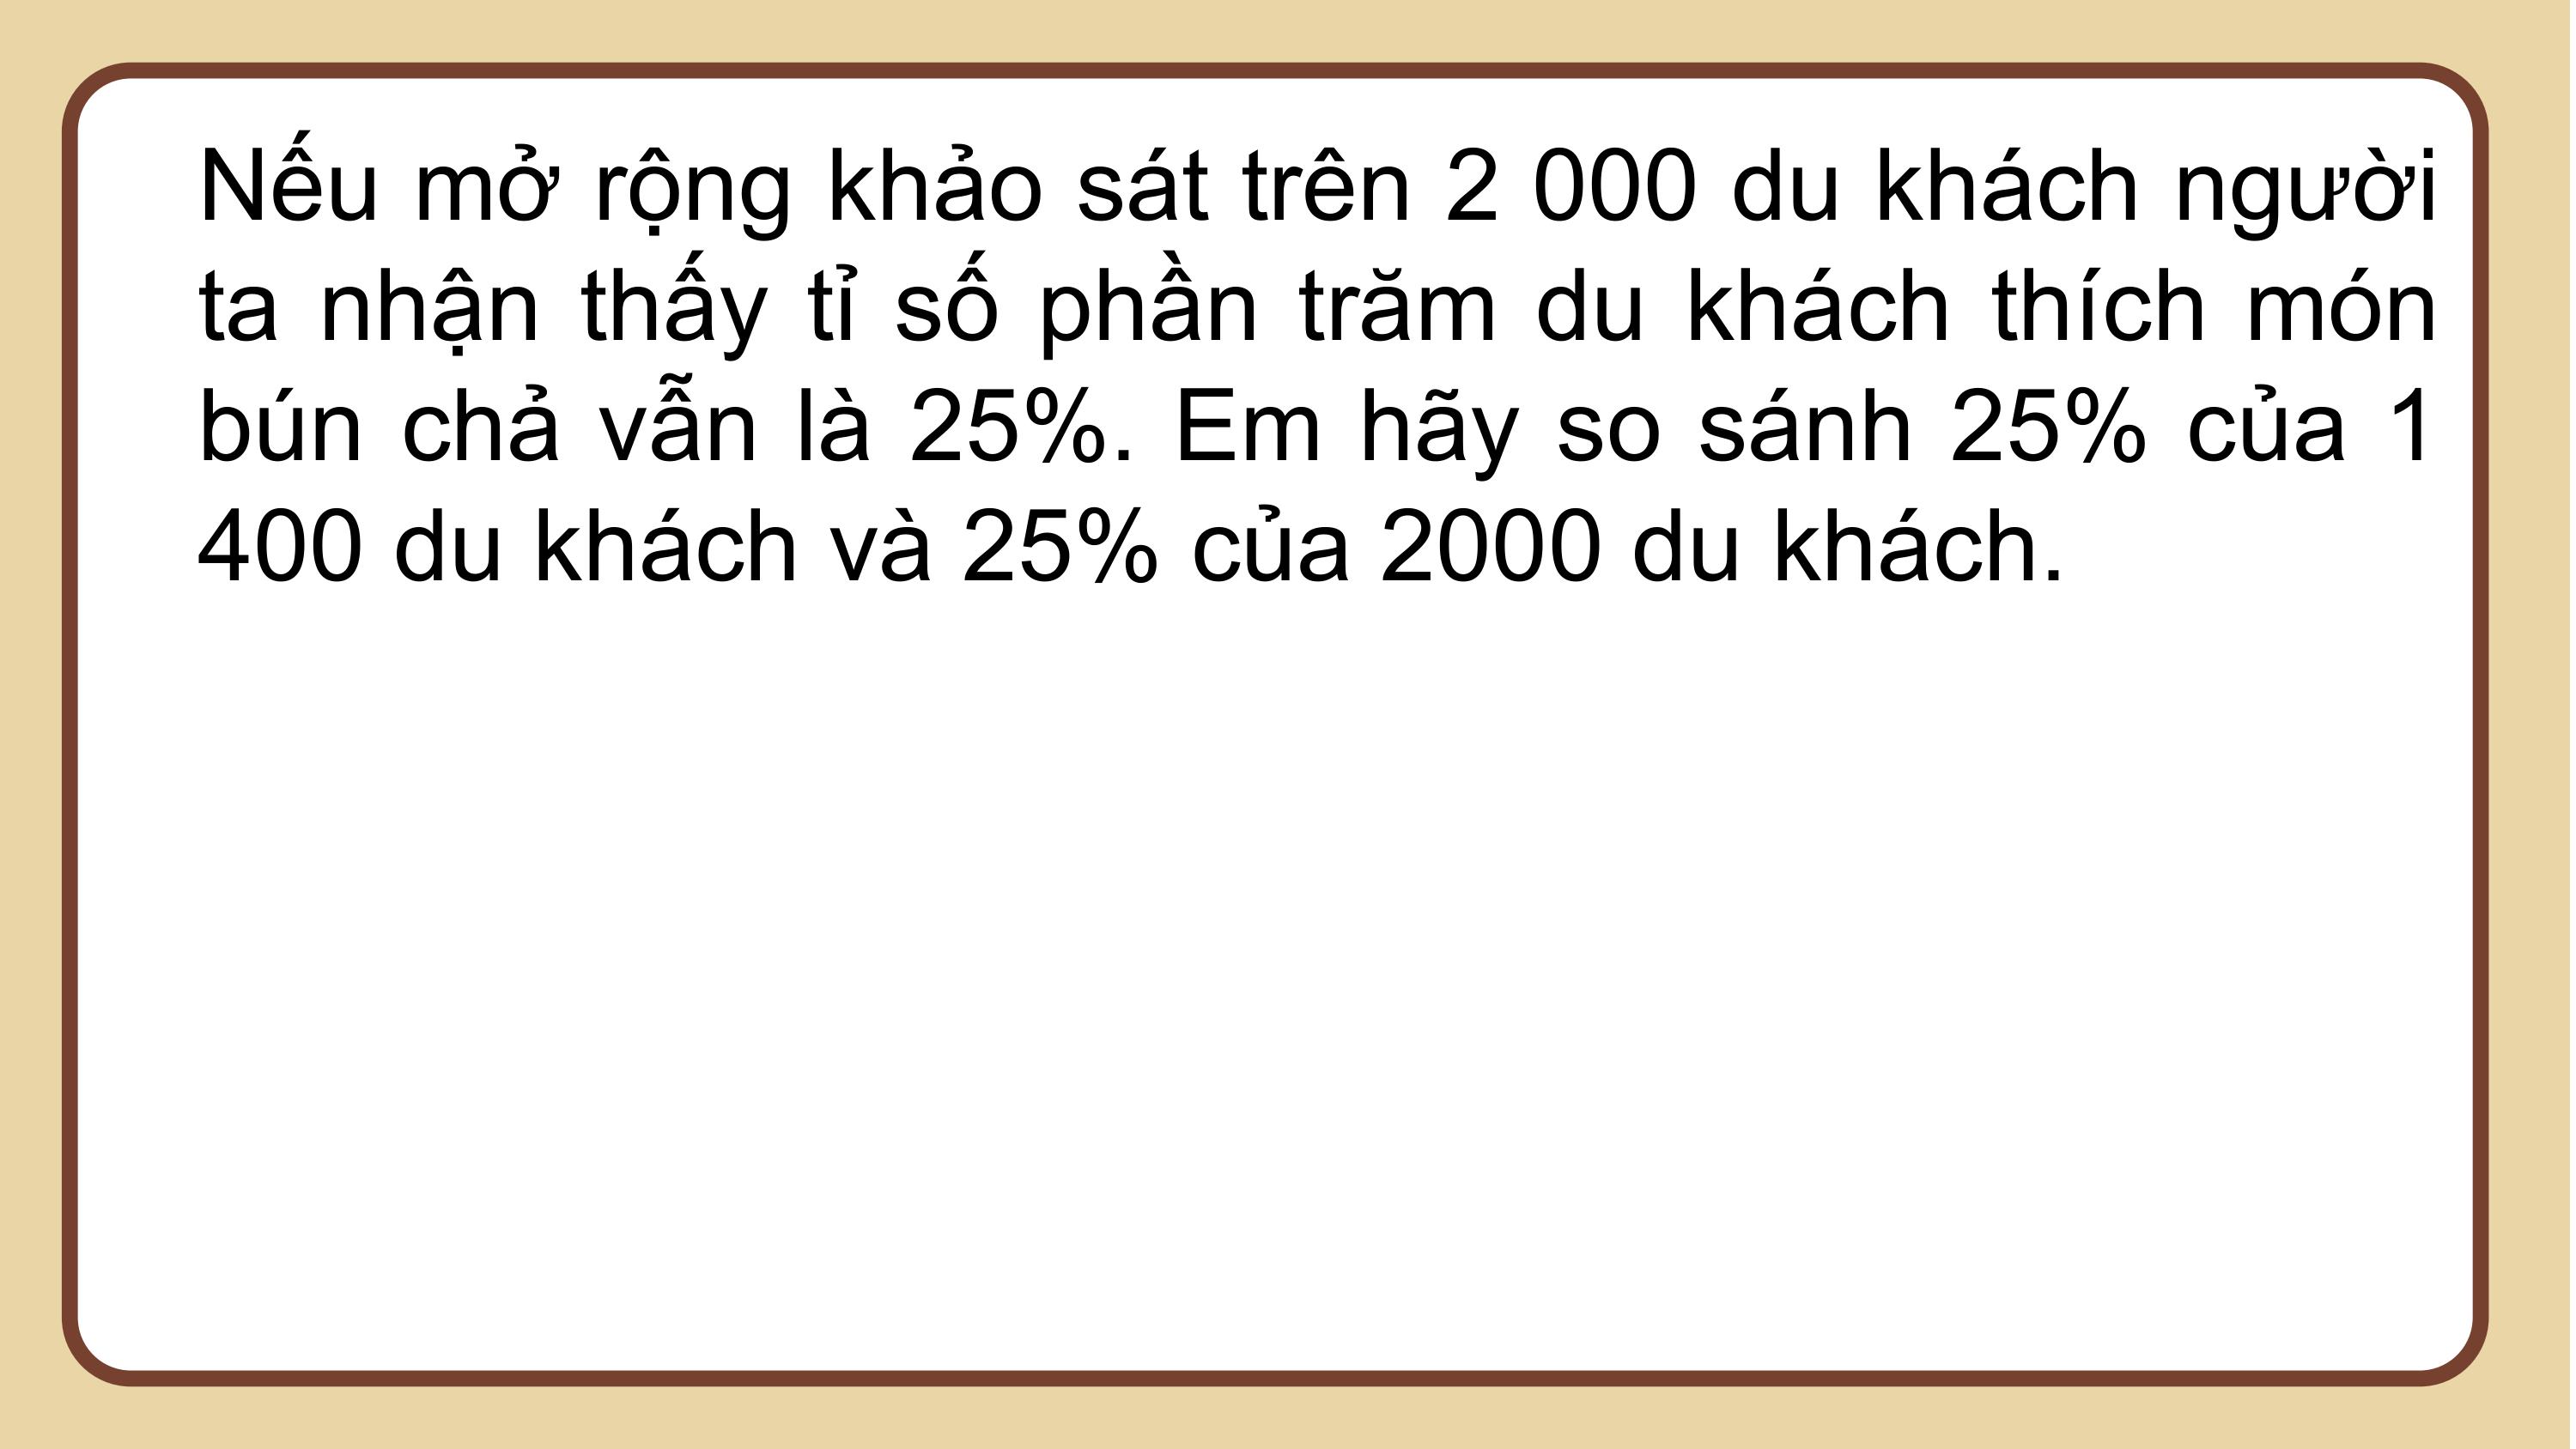 Nếu mở rộng khảo sát trên 2 000 du khách người
ta nhận thấy tỉ số phần trăm du khách thích món
bún chả vẫn là 25%. Em hãy so sánh 25% của 1
400 du khách và 25% của 2000 du khách.